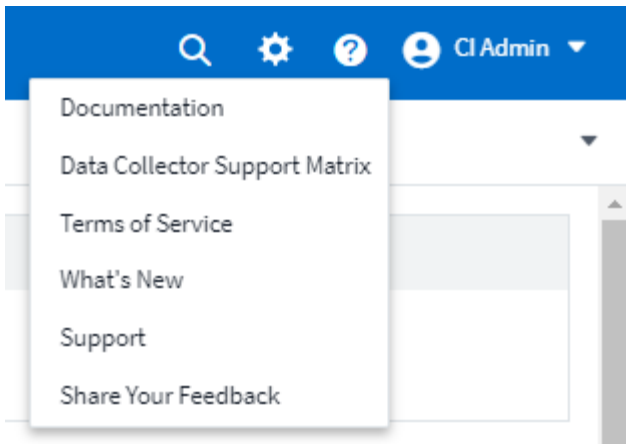 CI Admin
Documentation
Data Collector Support Matrix
Terms of Service
What's New
Support
Share Your Feedback